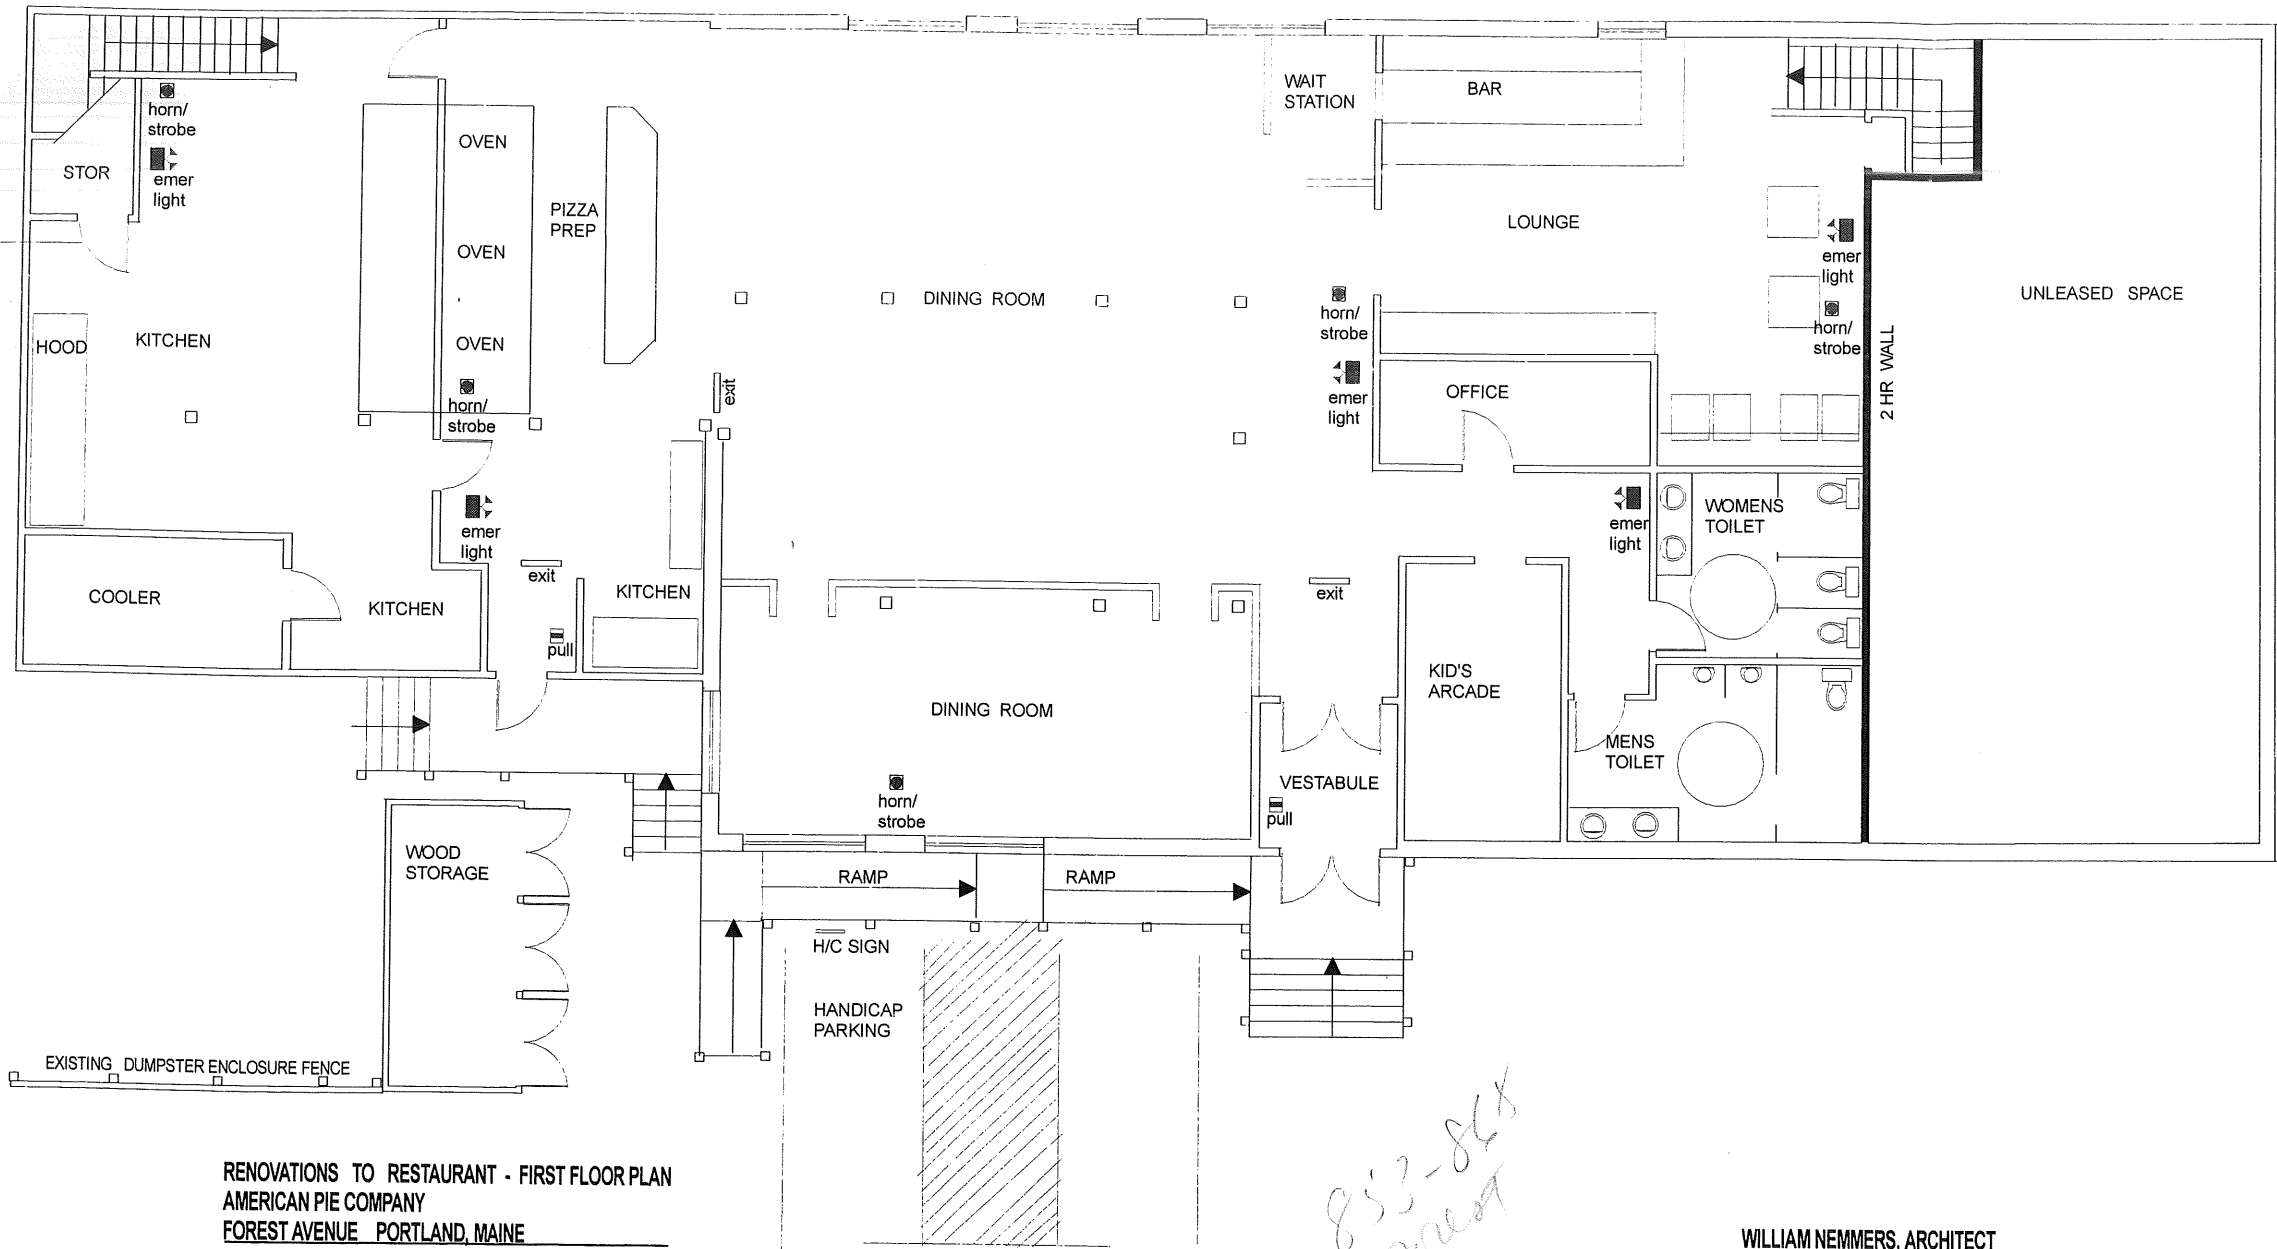 WAIT
STATION
BAR
horn/
strobe
OVEN
STOR
emer
light
PIZZA
PREP
LOUNGE
OVEN
emer
light
UNLEASED SPACE
DINING ROOM
horn/
strobe
horn/
strobe
HOOD
KITCHEN
OVEN
2 HR WALL
exit
horn/
strobe
emer
light
OFFICE
emer
light
emer
light
WOMENS
TOILET
exit
COOLER
KITCHEN
KITCHEN
exit
pull
KID'S
ARCADE
DINING ROOM
MENS
TOILET
VESTABULE
horn/
strobe
pull
WOOD
STORAGE
RAMP
RAMP
H/C SIGN
HANDICAP
PARKING
EXISTING DUMPSTER ENCLOSURE FENCE
RENOVATIONS TO RESTAURANT - FIRST FLOOR PLAN
AMERICAN PIE COMPANY
FOREST AVENUE PORTLAND, MAINE
WILLIAM NEMMERS, ARCHITECT